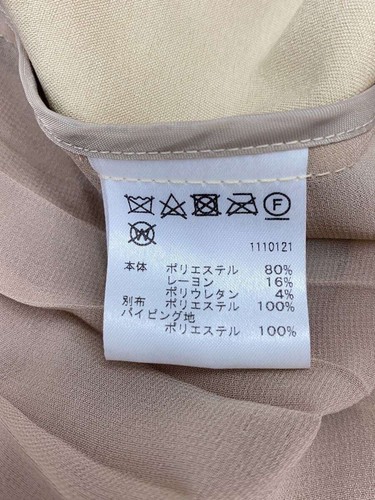 F
W
1110121
本体 ポリエステル 80%
レーヨン 16%
ポリウレタン 4%
別布 ポリエステル 100%
パイピング地
ポリエステル 100%